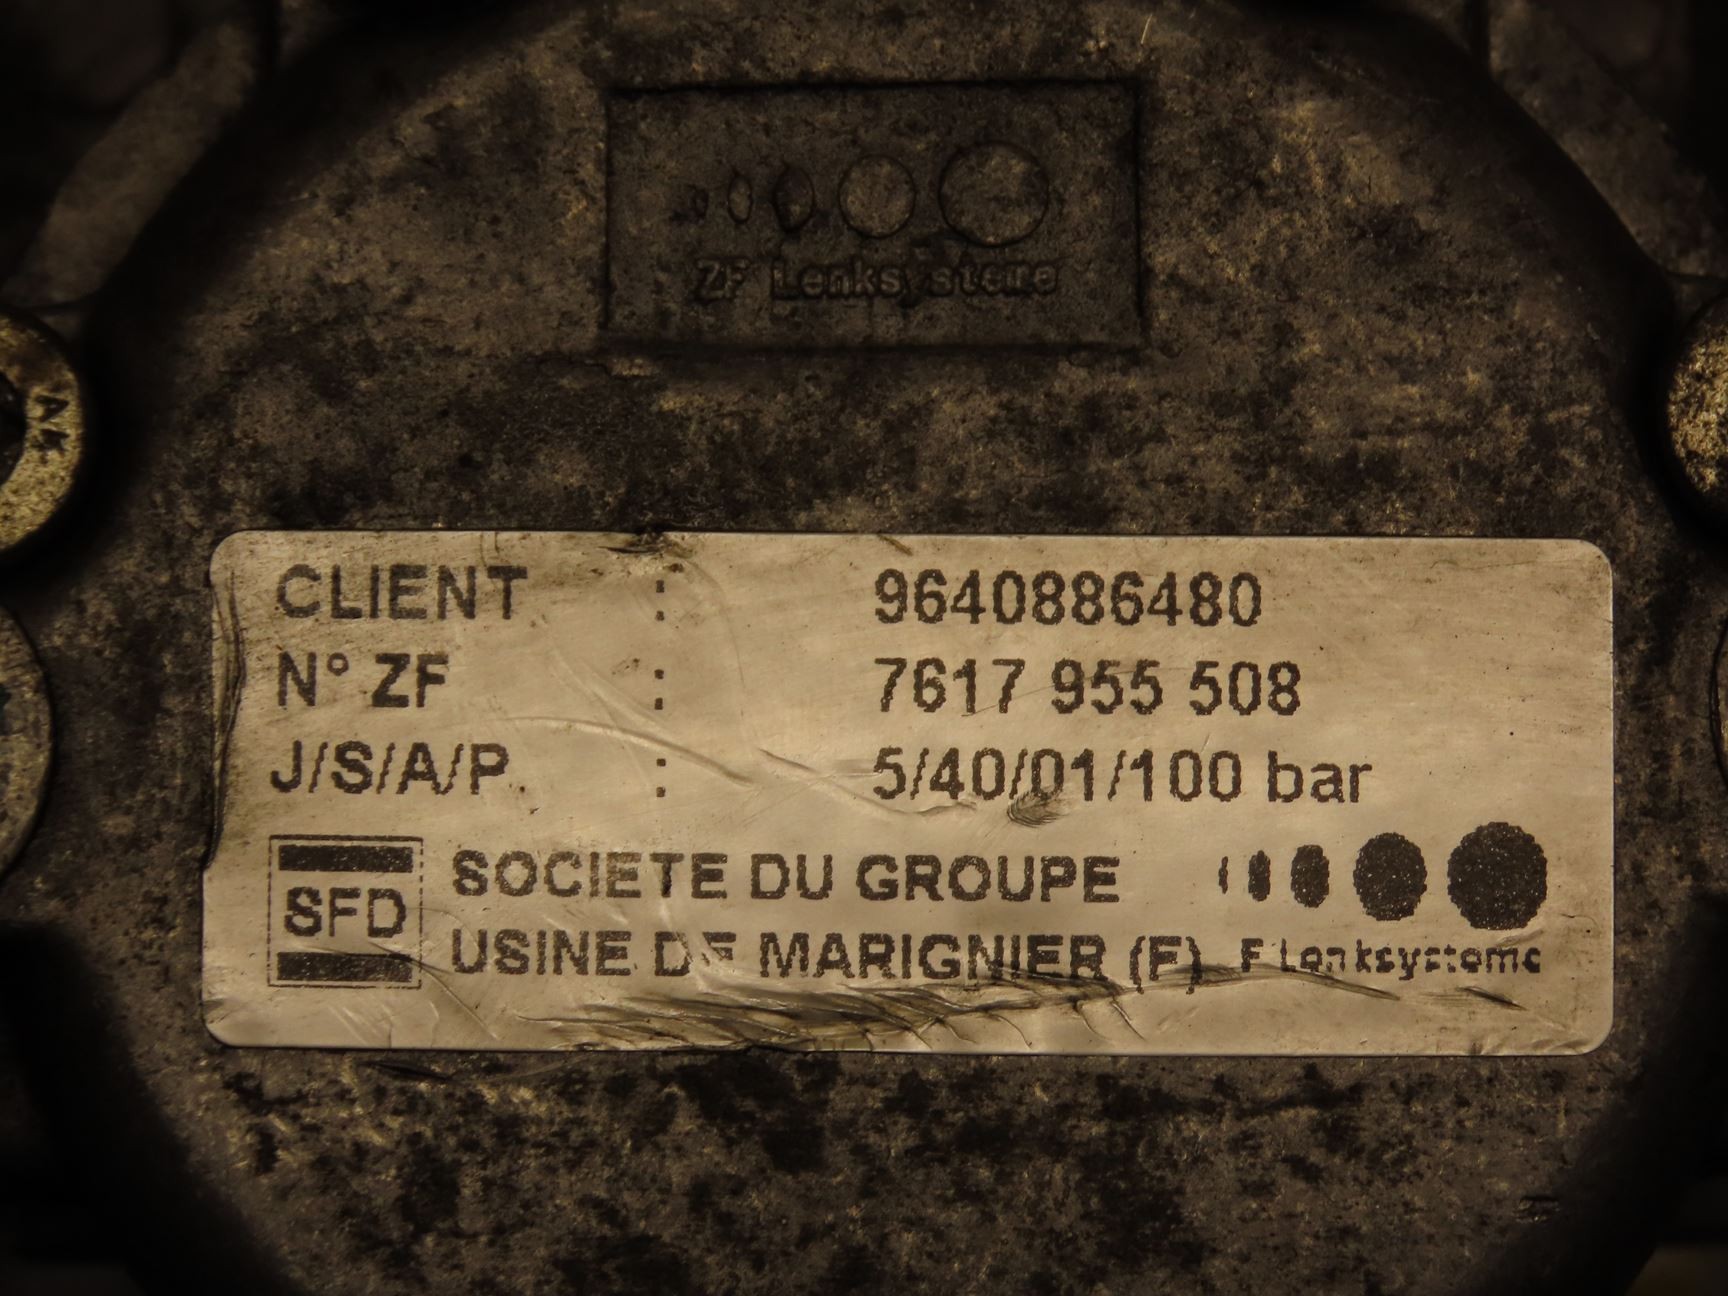 ZF Lenksysteme
CLIENT : 9640886480
N° ZF : 7617 955 508
J/S/A/P : 5/40/01/100 bar
SFD
SOCIETE DU GROUPE
USINE DE MARIGNIER (F)
F Lenksysteme